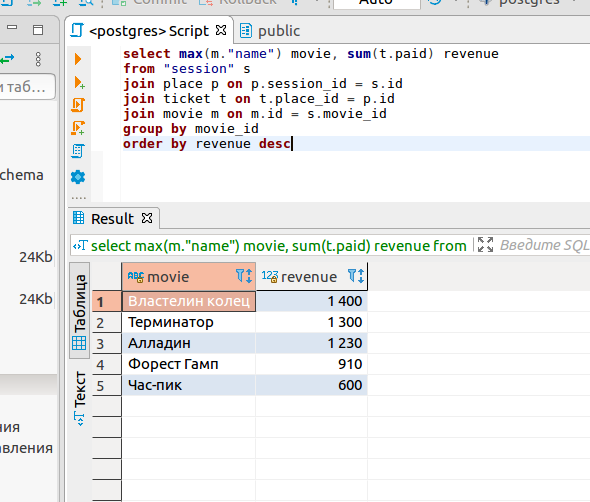 Commit
Rollback
Auto
postgres
<postgres> Script
public
и таб...
select max(m."name") movie, sum(t.paid) revenue
from "session" s
join place p on p.session_id = s.id
join ticket t on t.place_id = p.id
join movie m on m.id = s.movie_id
group by movie_id
order by revenue desc
chema
24Kb
24Kb
ния
авления
Result
select max(m."name") movie, sum(t.paid) revenue from
Введите SQL
Таблица
Текст
movie revenue
1 Властелин колец 1 400
2 Терминатор 1 300
3 Алладин 1 230
4 Форест Гамп 910
5 Час-пик 600